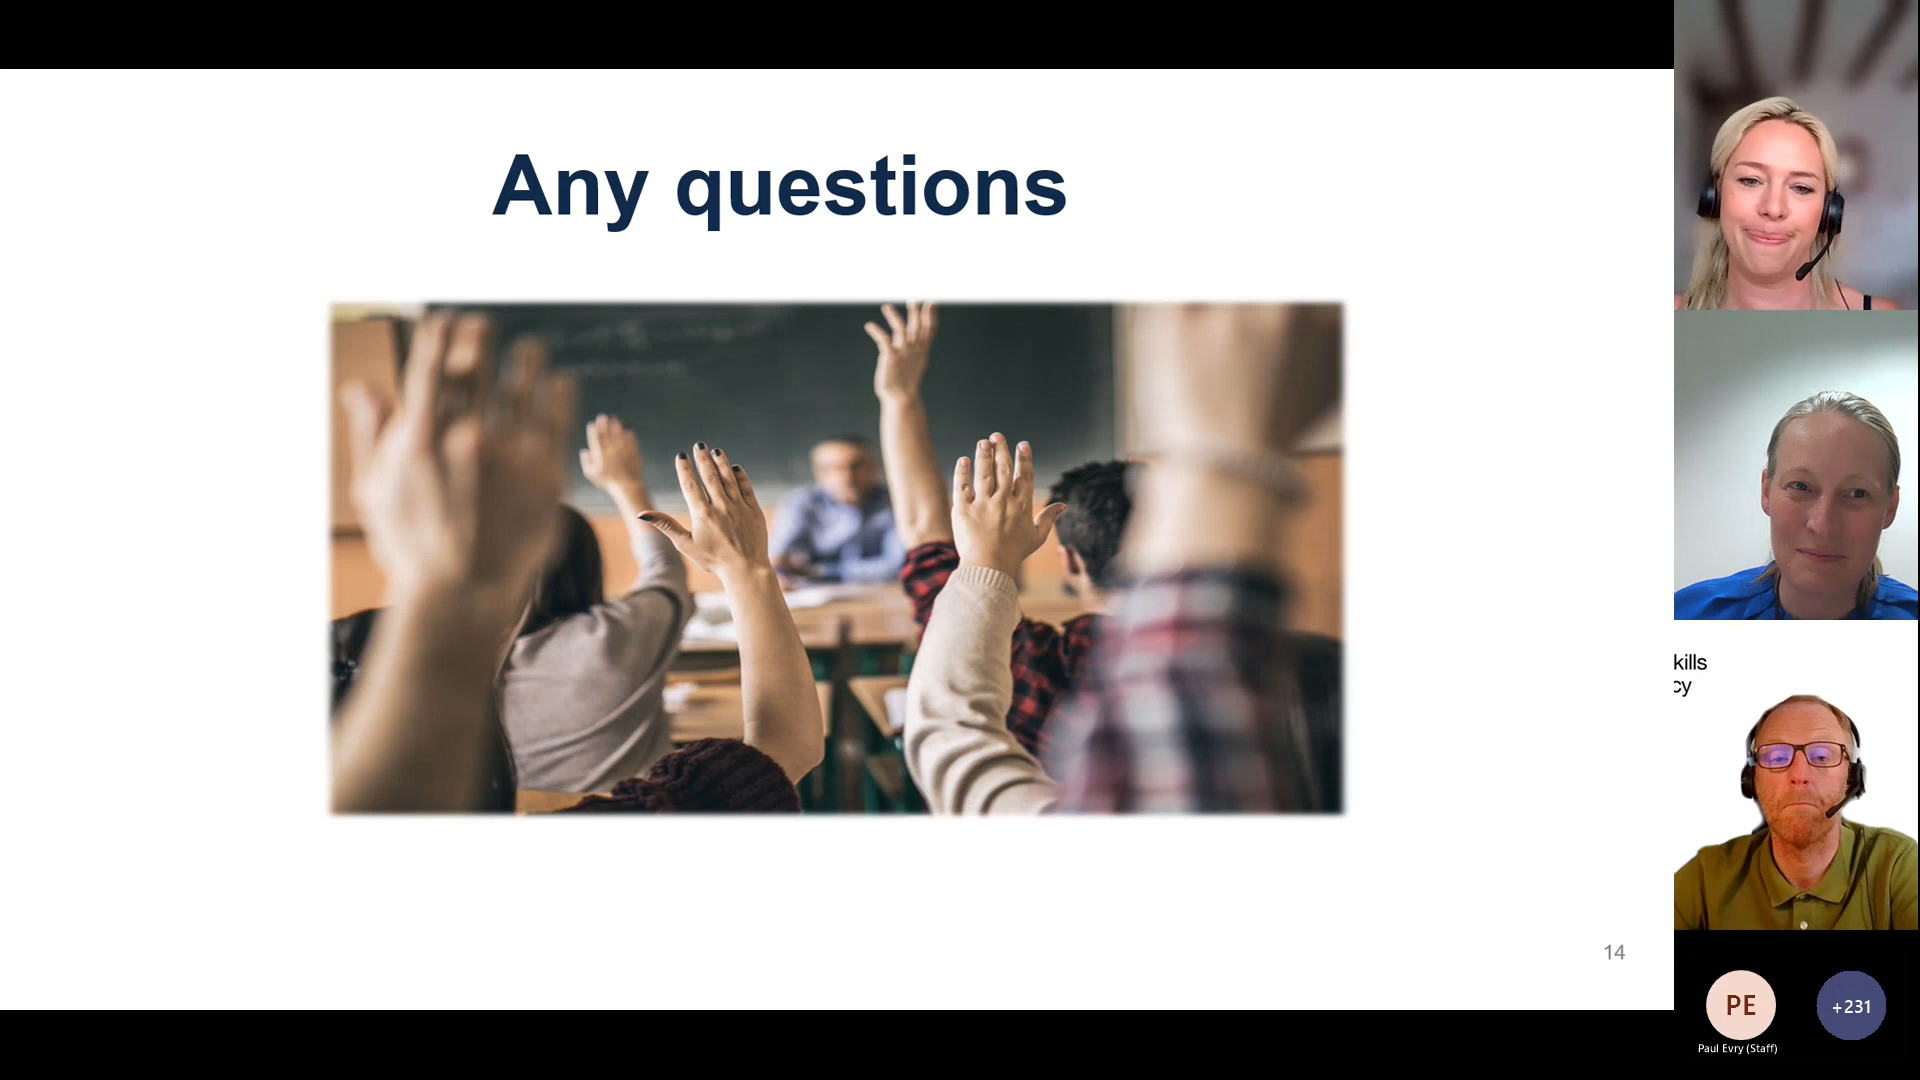 Any questions
kills
cy
14
PE
+231
Paul Evry (Staff)